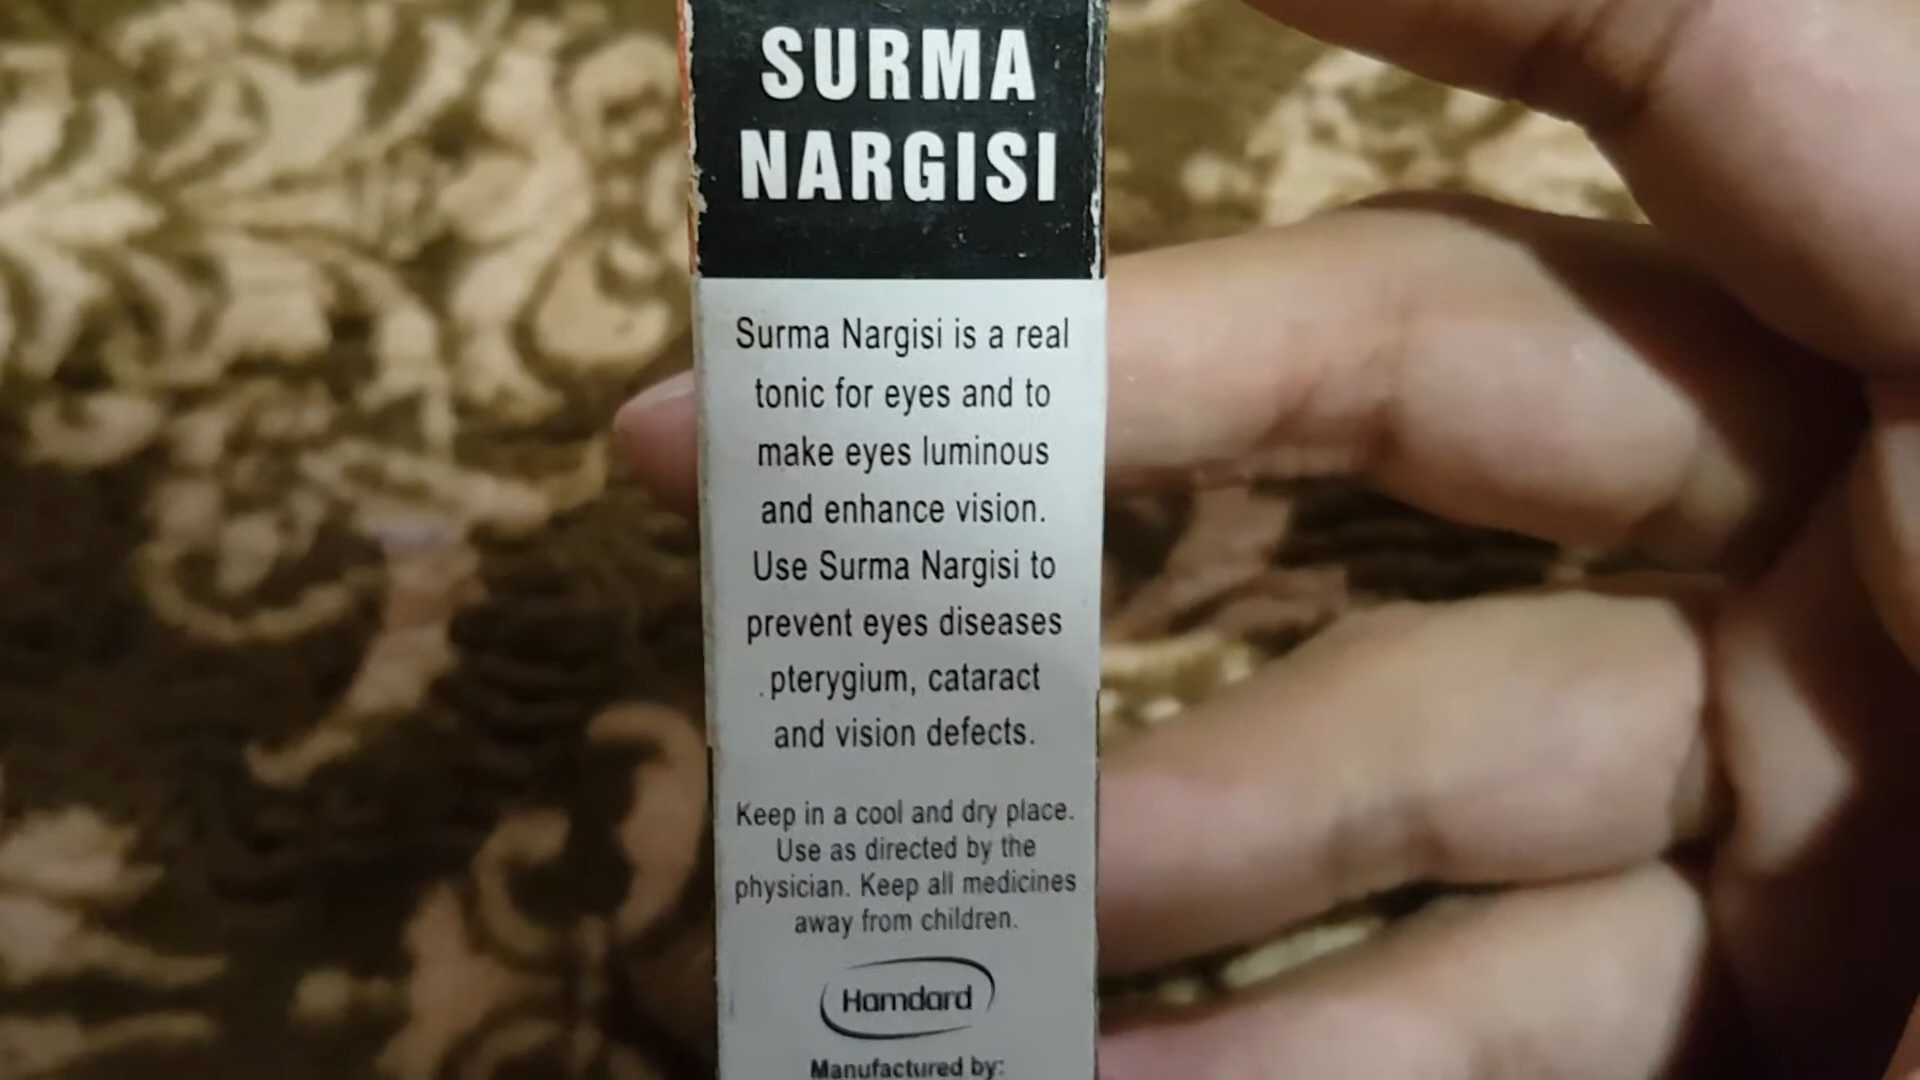 SURMA
NARGISI
Surma Nargisi is a real
tonic for eyes and to
make eyes luminous
and enhance vision.
Use Surma Nargisi to
prevent eyes diseases
pterygium, cataract
and vision defects.
Keep in a cool and dry place.
Use as directed by the
physician. Keep all medicines
away from children.
Hamdard
Manufactured by: